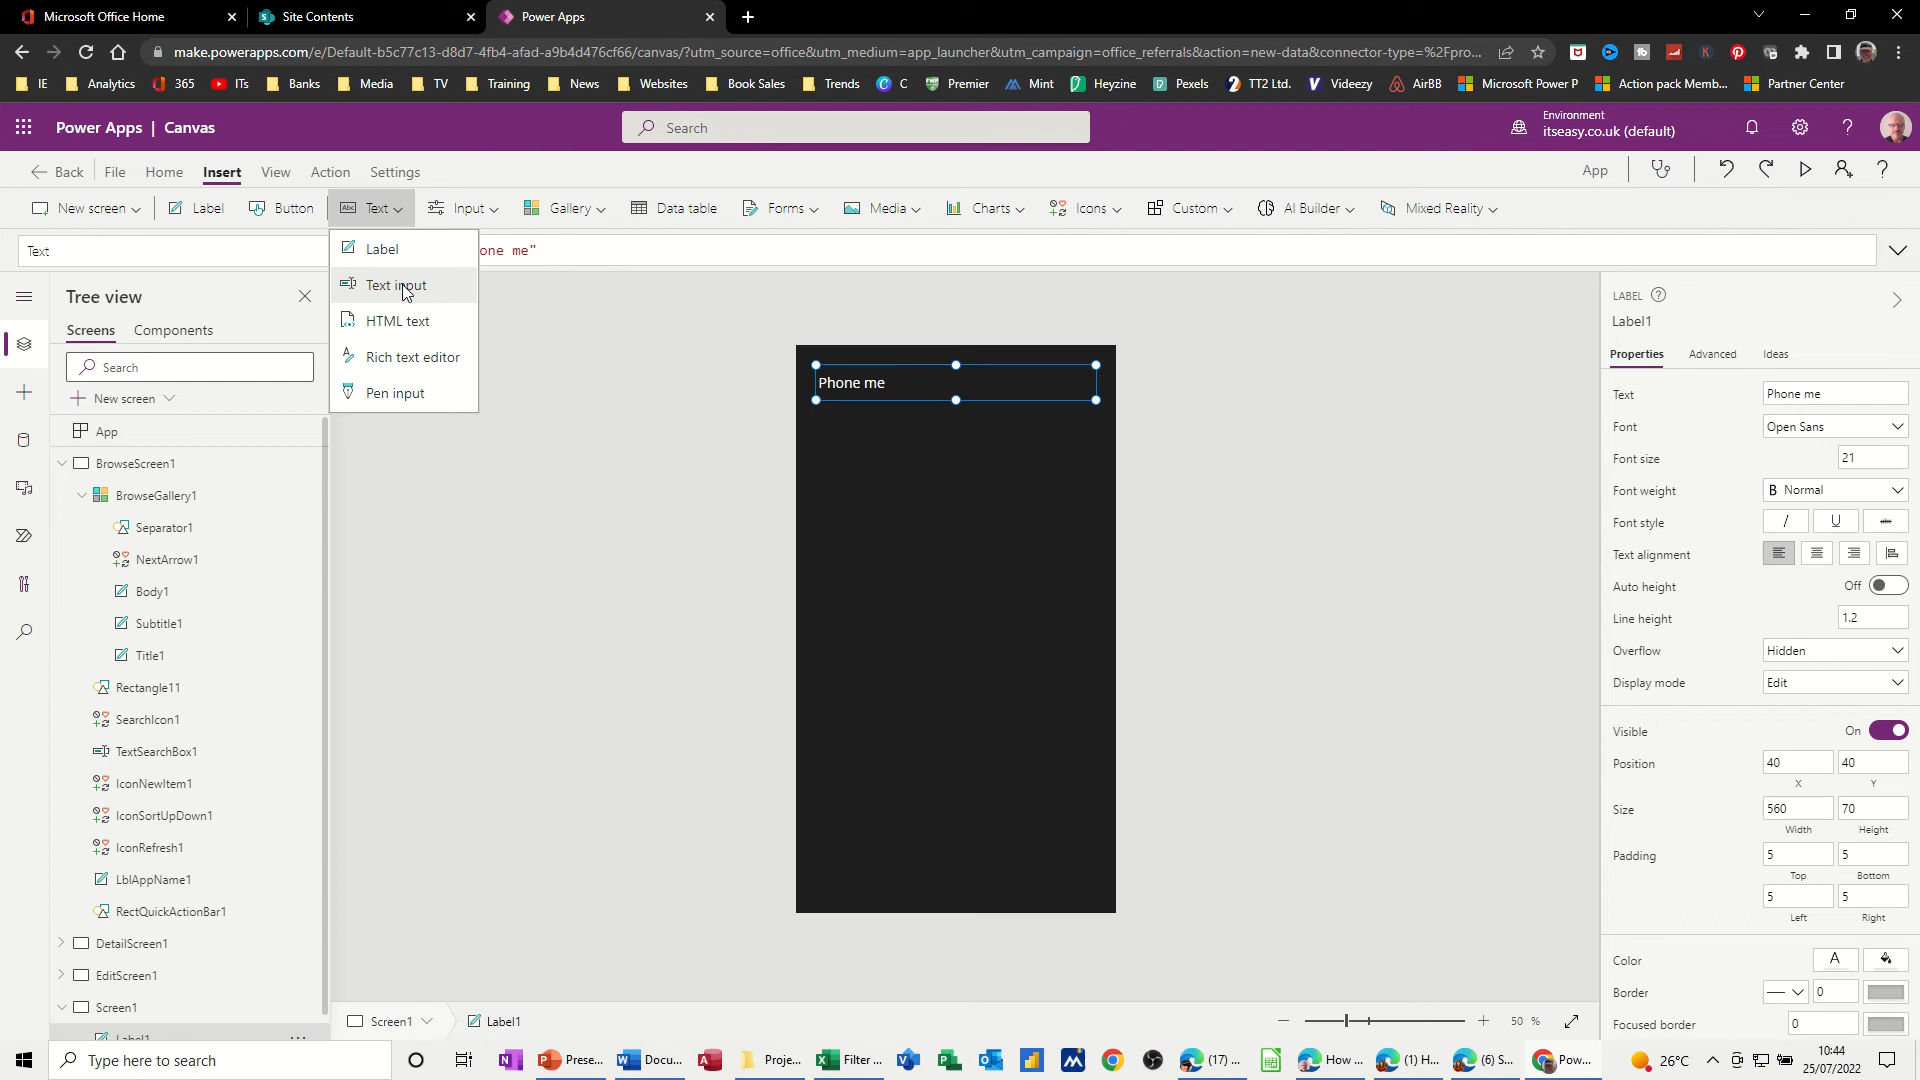 Microsoft Office Home
Site Contents
Power Apps
make.powerapps.com/e/Default-b5c77c13-d8d7-4fb4-afad-a9b4d476cf66/canvas/?utm_source=office&utm_medium=app_launcher&utm_campaign=office_referrals&action=new-data&connector-type=%2Fpro...
IE Analytics 365 ITs Banks Media TV Training News Websites Book Sales Trends C Premier Mint Heyzine Pexels TT2 Ltd. Videezy AirBB Microsoft Power P Action pack Memb... Partner Center
Power Apps | Canvas
Search
Environment
itseasy.co.uk (default)
Back File Home Insert View Action Settings
App
New screen Label Button Text Input Gallery Data table Forms Media Charts Icons Custom AI Builder Mixed Reality
Text
one me"
Label
Text input
HTML text
Rich text editor
Pen input
Tree view
Screens Components
Search
New screen
App
BrowseScreen1
BrowseGallery1
Separator1
NextArrow1
Body1
Subtitle1
Title1
Rectangle11
SearchIcon1
TextSearchBox1
IconNewItem1
IconSortUpDown1
IconRefresh1
LblAppName1
RectQuickActionBar1
DetailScreen1
EditScreen1
Screen1
Label1
Phone me
Screen1 Label1
50 %
LABEL
Label1
Properties Advanced Ideas
Text Phone me
Font Open Sans
Font size 21
Font weight B Normal
Font style / U abc
Text alignment
Auto height Off
Line height 1.2
Overflow Hidden
Display mode Edit
Visible On
Position 40 40
X Y
Size 560 70
Width Height
Padding 5 5
Top Bottom
5 5
Left Right
Color A
Border 0
Focused border 0
Type here to search
Prese... Docu... Proje... Filter ... (17) ... How ... (1) H... (6) S... Pow...
26°C
10:44
25/07/2022